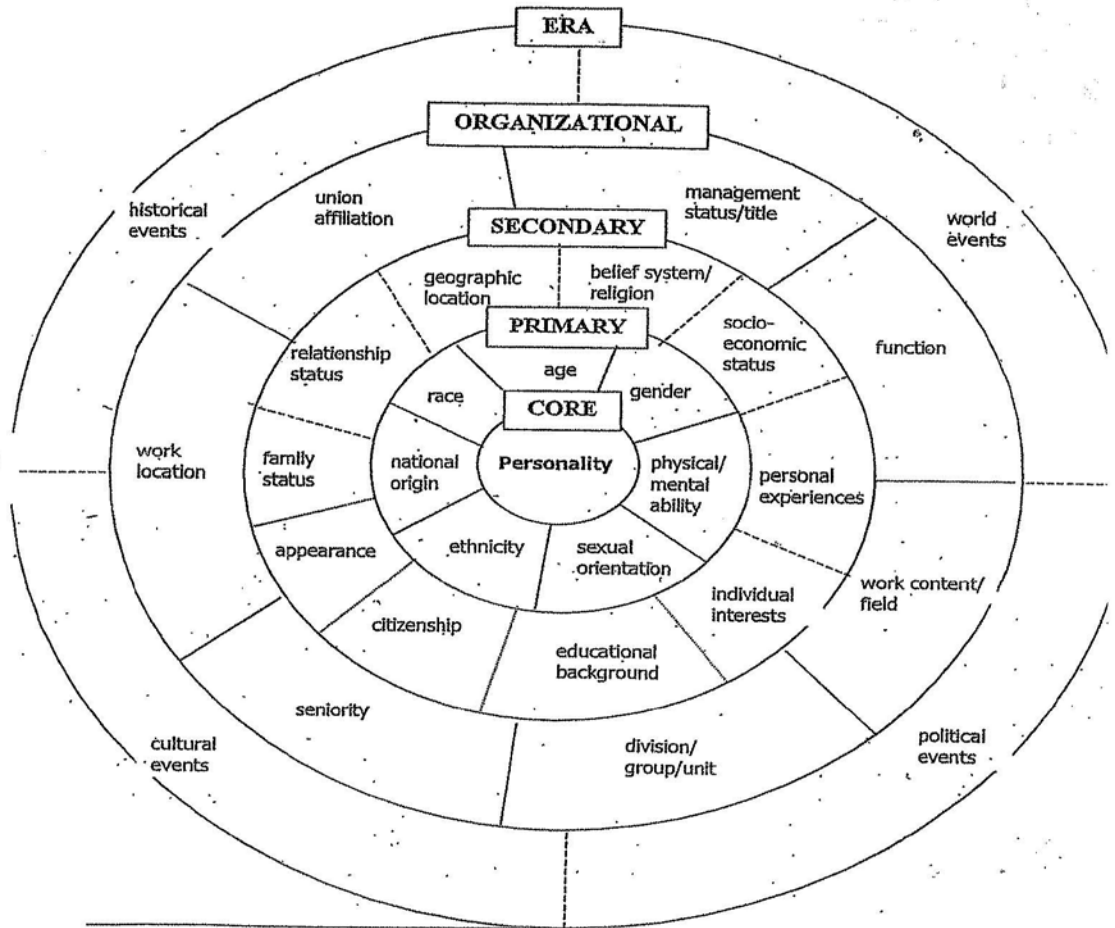 ERA
ORGANIZATIONAL
union
affiliation
management
status/title
historical
events
world
events
SECONDARY
geographic
location
belief system/
religion
PRIMARY
relationship
status
socio-
economic
status
function
age
race
gender
CORE
work
location
family
status
national
origin
Personality
physical/
mental
ability
personal
experiences
appearance
ethnicity
sexual
orientation
individual
interests
work content/
field
citizenship
educational
background
seniority
division/
group/unit
cultural
events
political
events